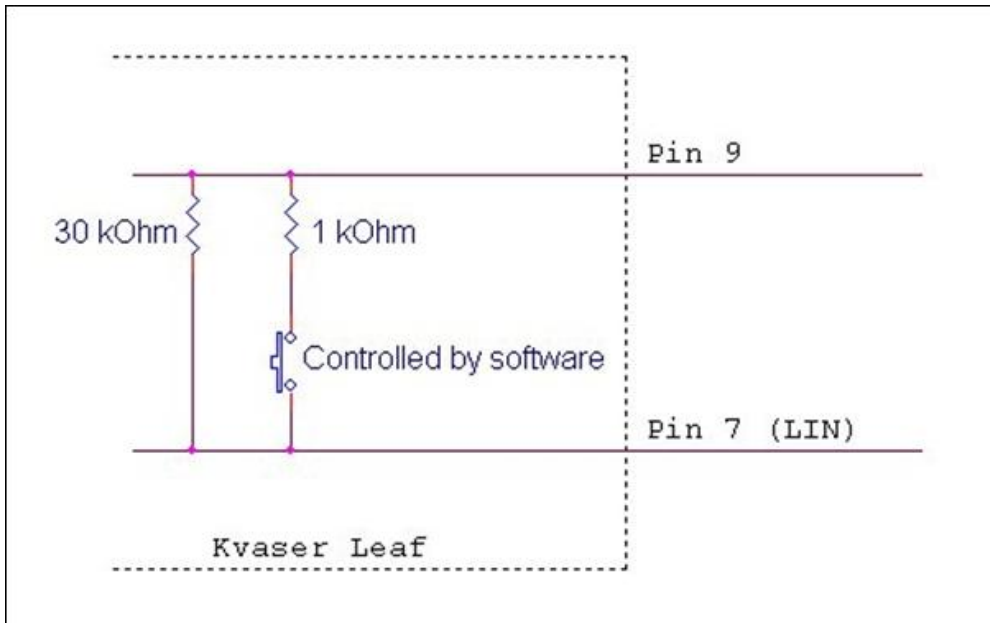 Pin 9
30 kOhm
1 kOhm
Controlled by software
Pin 7 (LIN)
Kvaser Leaf